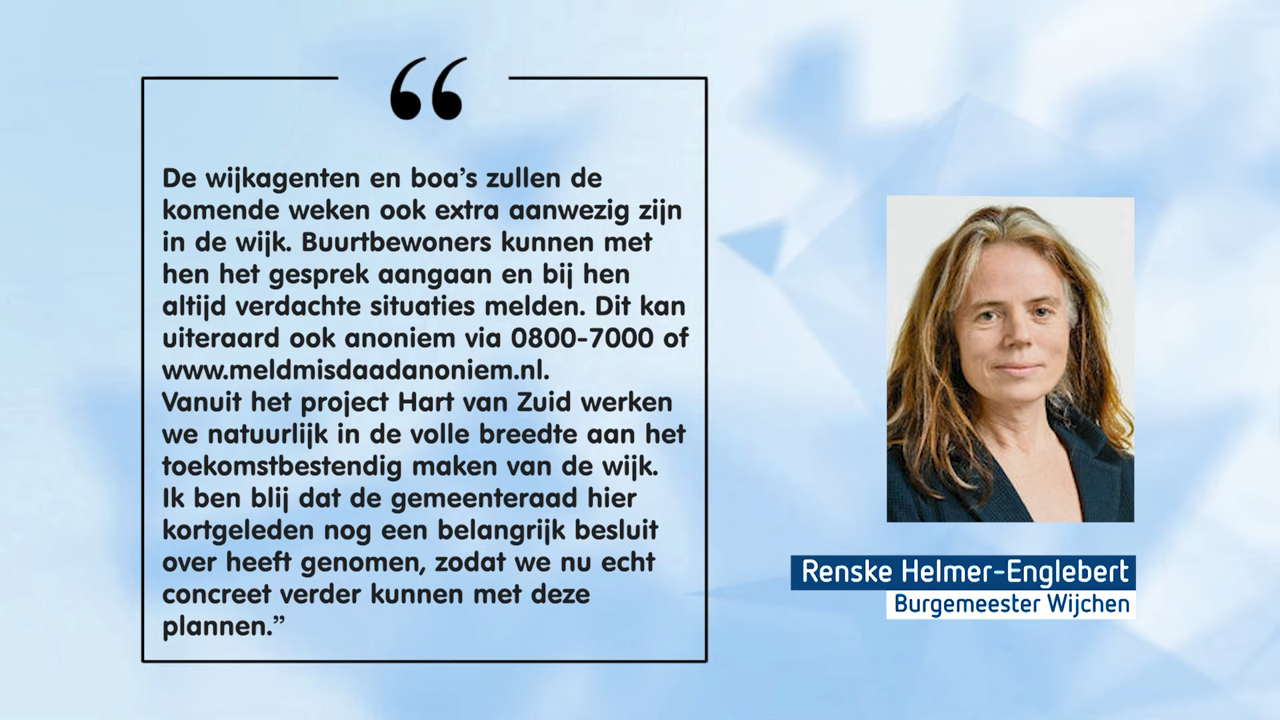 “
De wijkagenten en boa’s zullen de
komende weken ook extra aanwezig zijn
in de wijk. Buurtbewoners kunnen met
hen het gesprek aangaan en bij hen
altijd verdachte situaties melden. Dit kan
uiteraard ook anoniem via 0800-7000 of
www.meldmisdaadanoniem.nl.
Vanuit het project Hart van Zuid werken
we natuurlijk in de volle breedte aan het
toekomstbestendig maken van de wijk.
Ik ben blij dat de gemeenteraad hier
kortgeleden nog een belangrijk besluit
over heeft genomen, zodat we nu echt
concreet verder kunnen met deze
plannen.”
Renske Helmer-Englebert
Burgemeester Wijchen